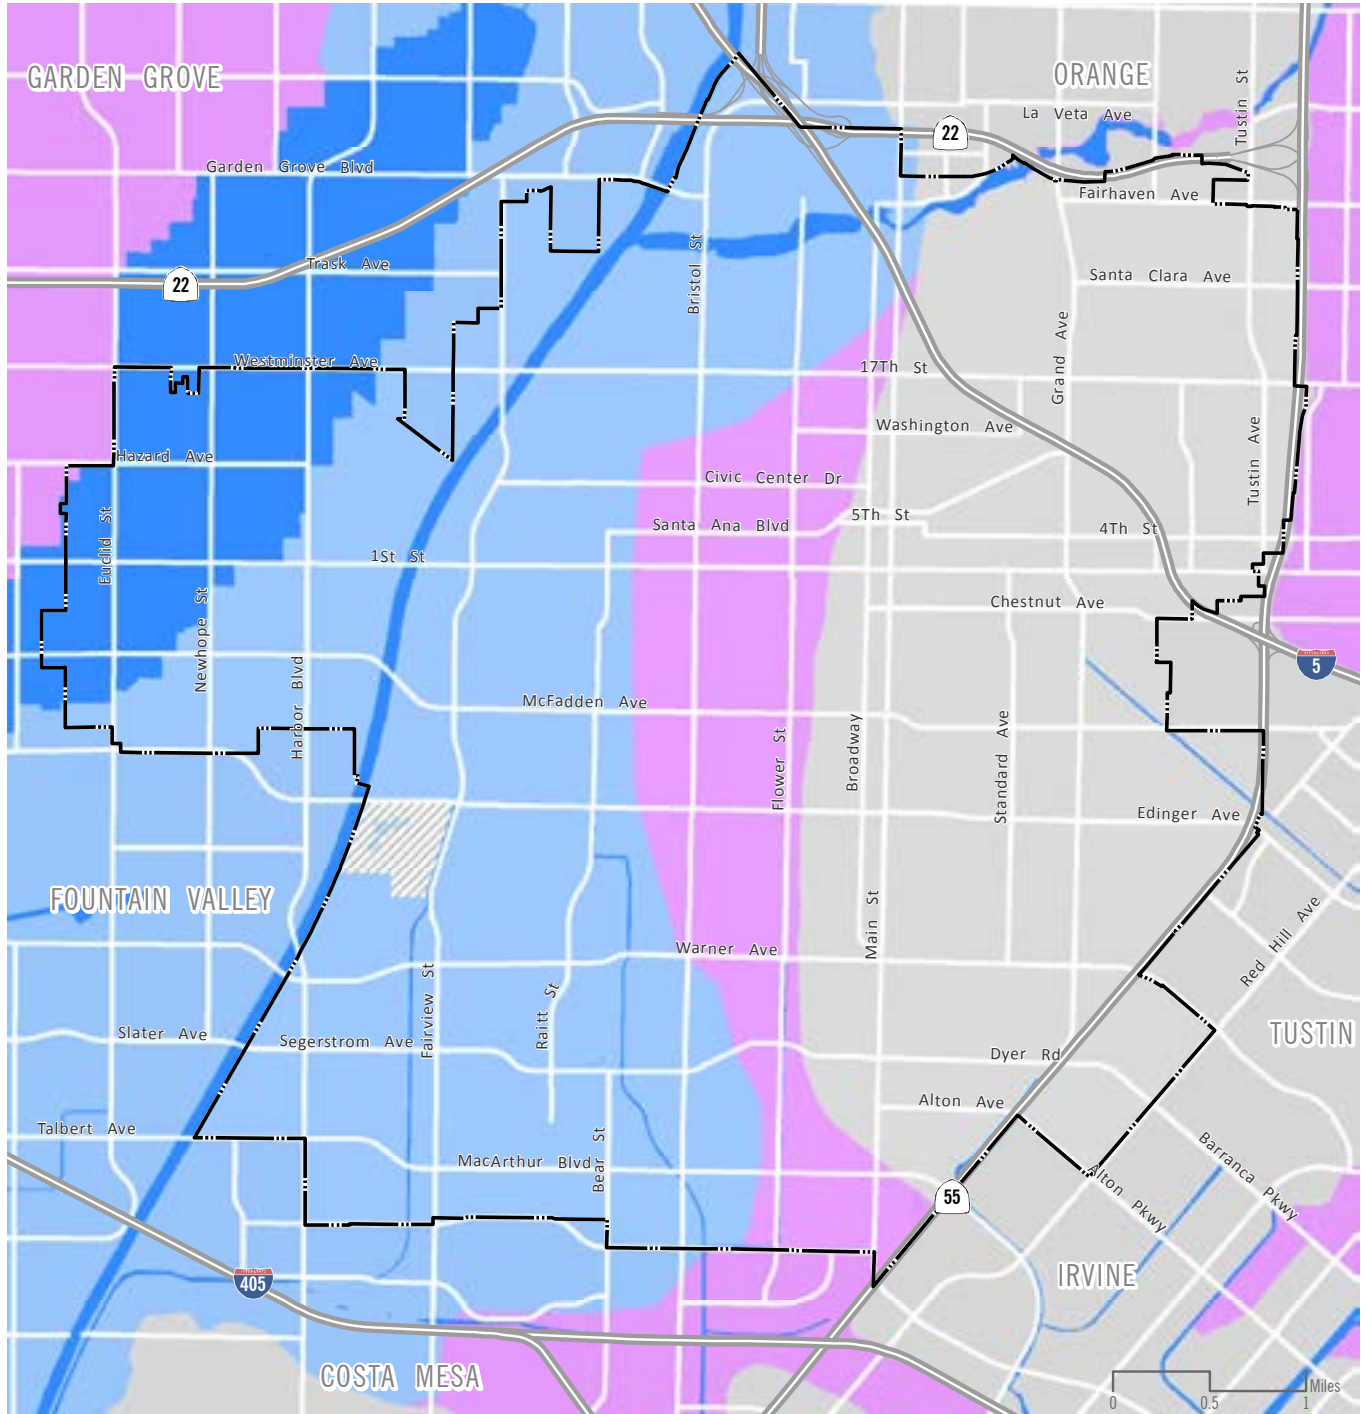 GARDEN GROVE
ORANGE
Tustin St
La Veta Ave
22
Garden Grove Blvd
Fairhaven Ave
Bristol St
Trask Ave
22
Santa Clara Ave
Grand Ave
Westminster Ave
17Th St
Washington Ave
Tustin Ave
Hazard Ave
Civic Center Dr
5Th St
Santa Ana Blvd
4Th St
Euclid St
1St St
Newhope St
Chestnut Ave
Harbor Blvd
5
McFadden Ave
Flower St
Broadway
Standard Ave
Edinger Ave
FOUNTAIN VALLEY
Main St
Red Hill Ave
Warner Ave
Fairview St
Raitt St
Slater Ave
Segerstrom Ave
TUSTIN
Dyer Rd
Alton Ave
Talbert Ave
Bear St
MacArthur Blvd
Barranca Pkwy
Alton Pkwy
55
405
IRVINE
COSTA MESA
Miles
0 0.5 1